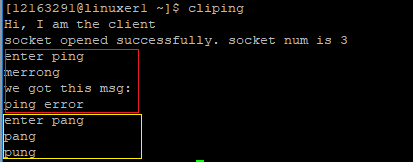 [12163291@linuxer1 ~]$ cliping
Hi, I am the client
socket opened successfully. socket num is 3
enter ping
merrong
we got this msg:
ping error
enter pang
pang
pung